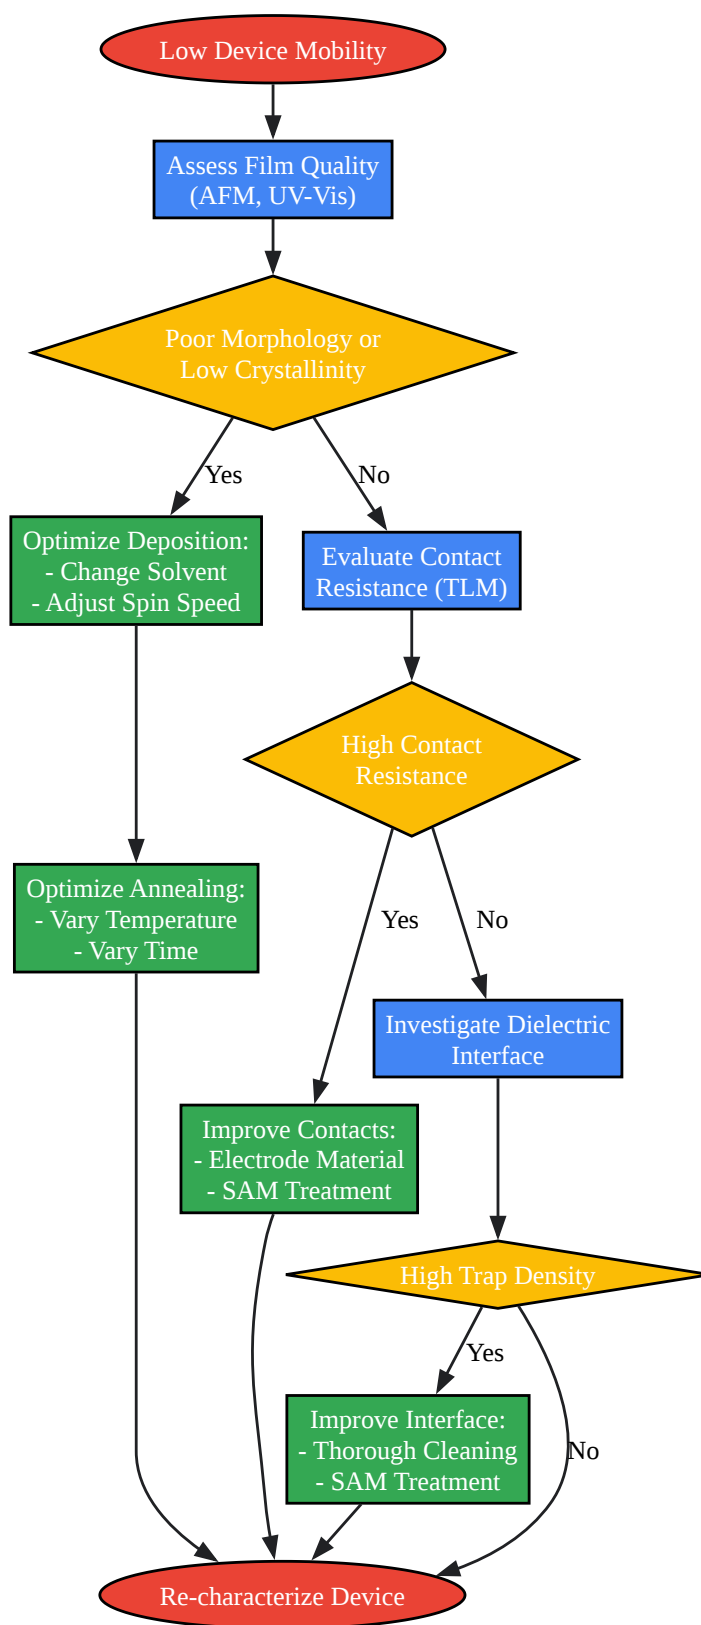 Low Device Mobility
Assess Film Quality
(AFM, UV-Vis)
Poor Morphology or
Low Crystallinity
Yes
No
Optimize Deposition:
- Change Solvent
- Adjust Spin Speed
Evaluate Contact
Resistance (TLM)
High Contact
Resistance
Optimize Annealing:
- Vary Temperature
- Vary Time
Yes
No
Investigate Dielectric
Interface
Improve Contacts:
- Electrode Material
- SAM Treatment
High Trap Density
Yes
Improve Interface:
- Thorough Cleaning
- SAM Treatment
No
Re-characterize Device